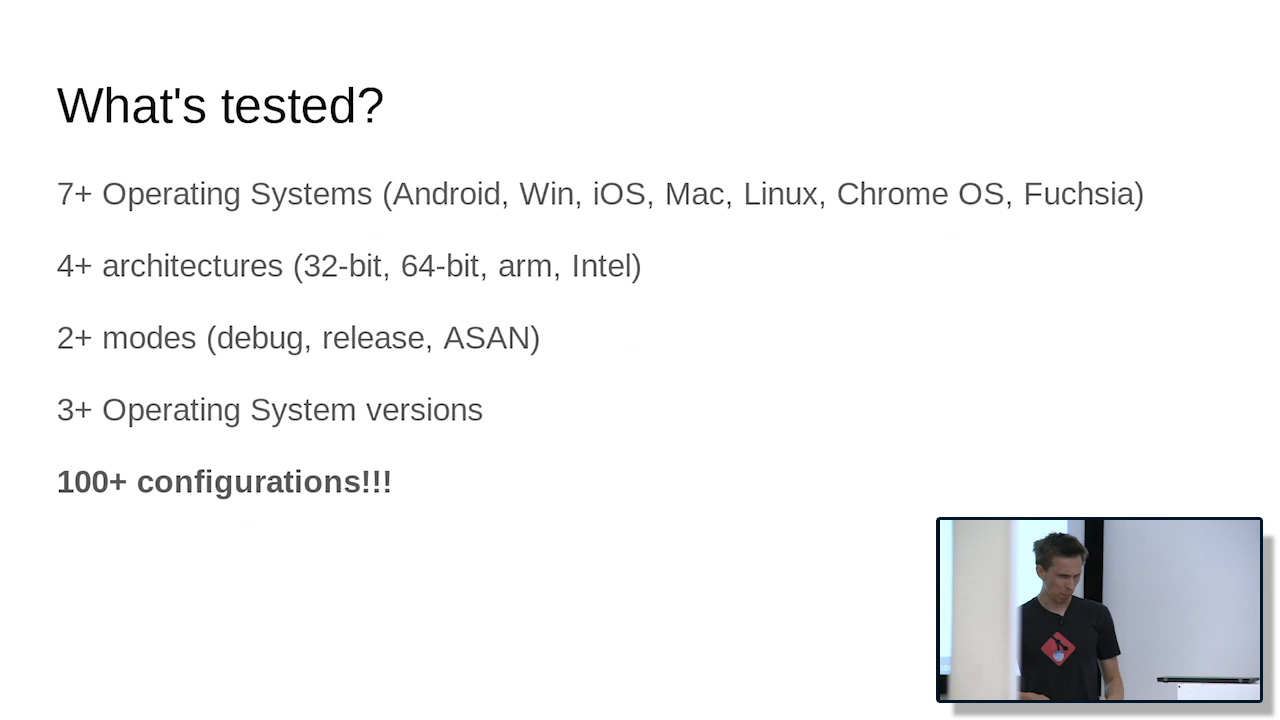 What's tested?
7+ Operating Systems (Android, Win, iOS, Mac, Linux, Chrome OS, Fuchsia)
4+ architectures (32-bit, 64-bit, arm, Intel)
2+ modes (debug, release, ASAN)
3+ Operating System versions
100+ configurations!!!